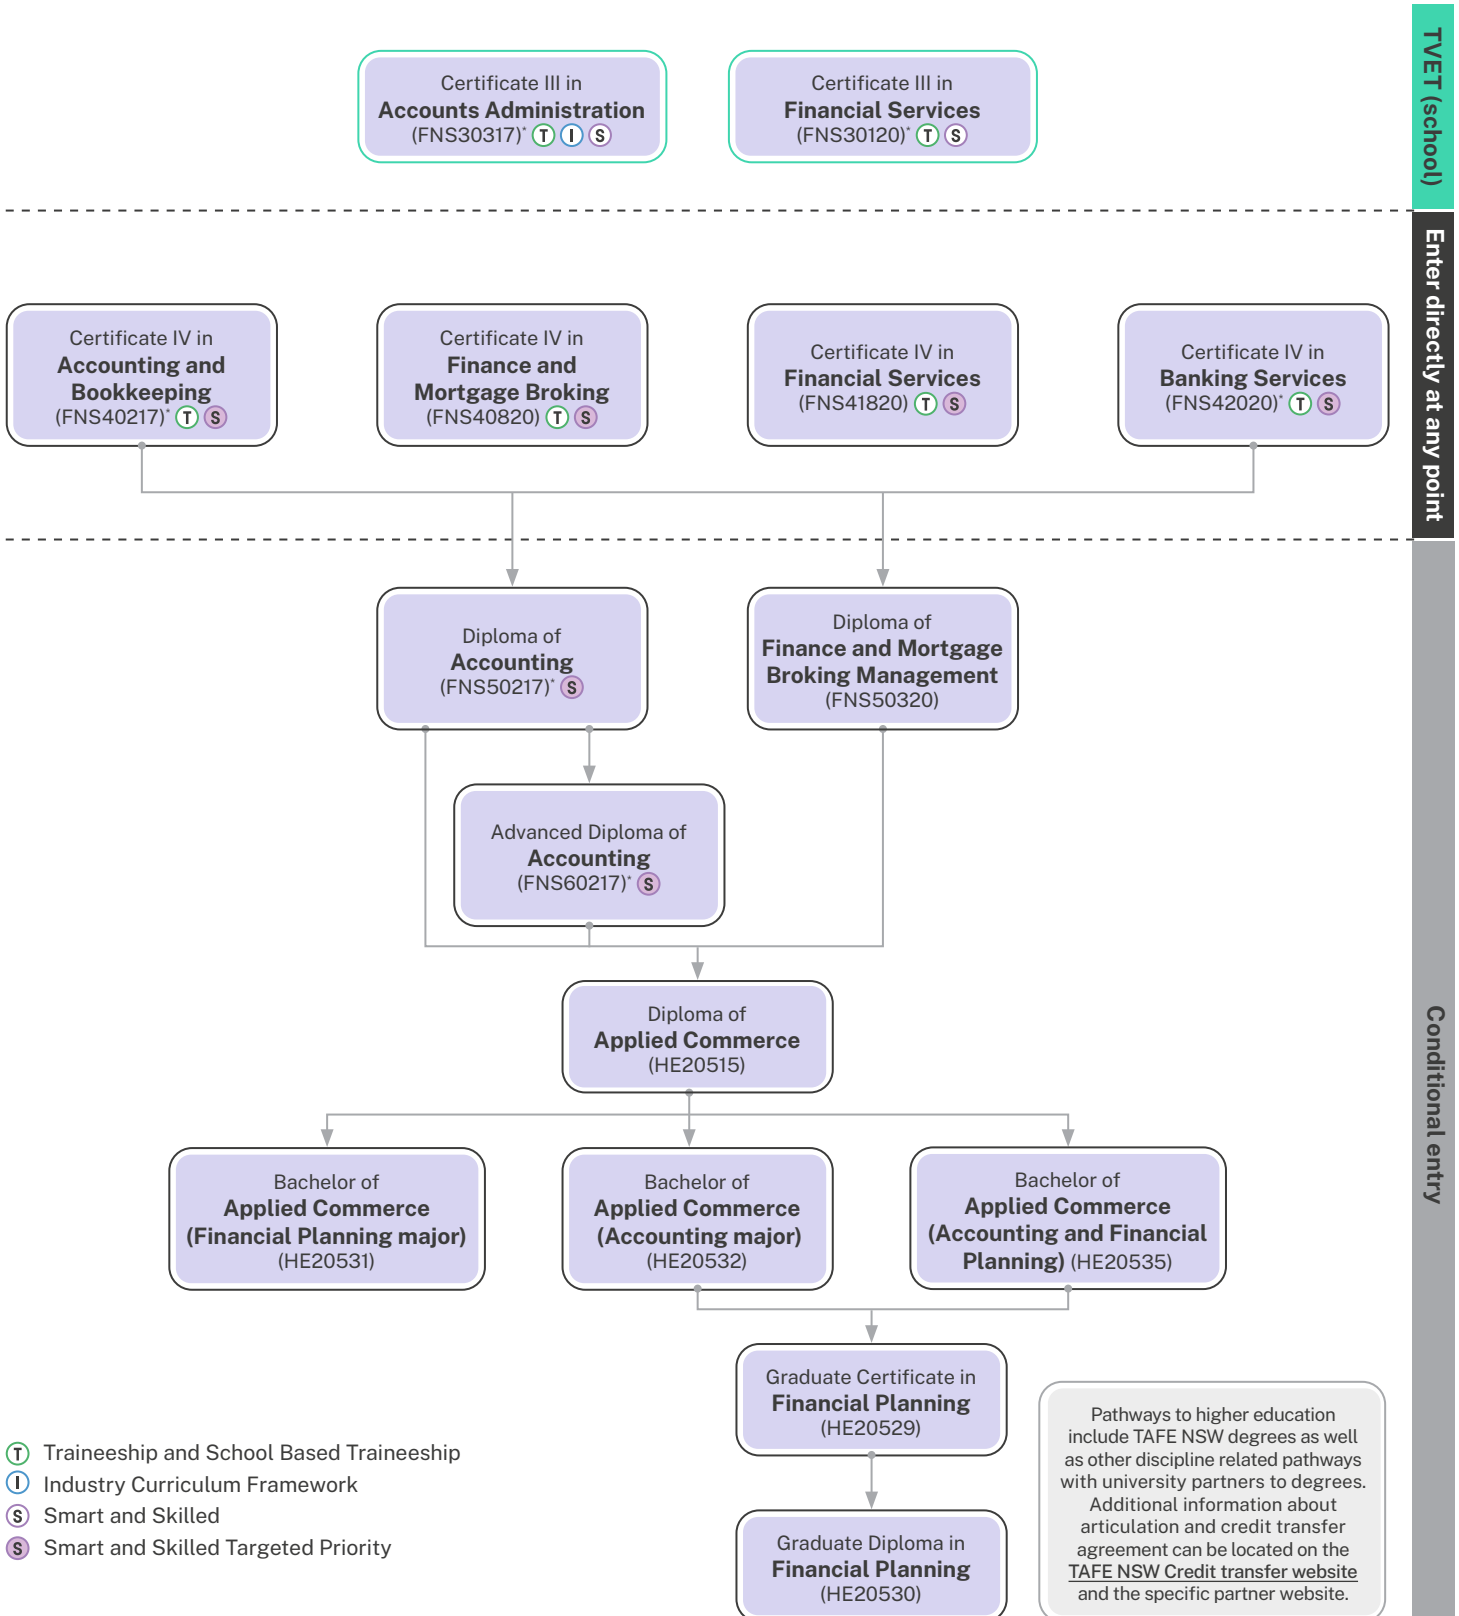 TVET (school)
Certificate III in
Accounts Administration
(FNS30317)* T I S
Certificate III in
Financial Services
(FNS30120)* T S
Enter directly at any point
Certificate IV in
Accounting and
Bookkeeping
(FNS40217)* T S
Certificate IV in
Finance and
Mortgage Broking
(FNS40820) T S
Certificate IV in
Financial Services
(FNS41820) T S
Certificate IV in
Banking Services
(FNS42020)* T S
Conditional entry
Diploma of
Accounting
(FNS50217)* S
Diploma of
Finance and Mortgage
Broking Management
(FNS50320)
Advanced Diploma of
Accounting
(FNS60217)* S
Diploma of
Applied Commerce
(HE20515)
Bachelor of
Applied Commerce
(Financial Planning major)
(HE20531)
Bachelor of
Applied Commerce
(Accounting major)
(HE20532)
Bachelor of
Applied Commerce
(Accounting and Financial
Planning) (HE20535)
Graduate Certificate in
Financial Planning
(HE20529)
Graduate Diploma in
Financial Planning
(HE20530)
T Traineeship and School Based Traineeship
I Industry Curriculum Framework
S Smart and Skilled
S Smart and Skilled Targeted Priority
Pathways to higher education
include TAFE NSW degrees as well
as other discipline related pathways
with university partners to degrees.
Additional information about
articulation and credit transfer
agreement can be located on the
TAFE NSW Credit transfer website
and the specific partner website.